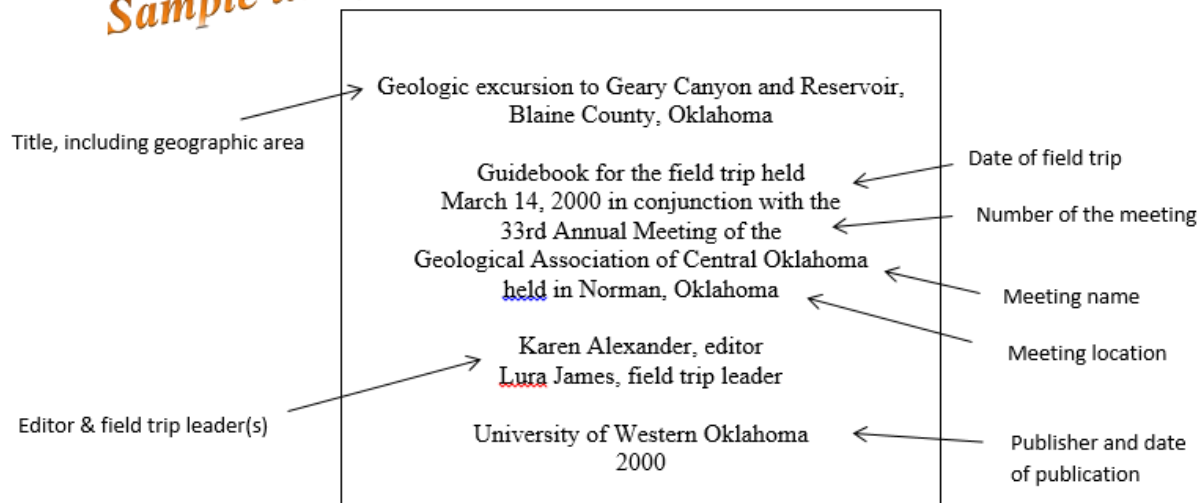 Sample
Geologic excursion to Geary Canyon and Reservoir,
Blaine County, Oklahoma
Title, including geographic area
Guidebook for the field trip held
March 14, 2000 in conjunction with the
33rd Annual Meeting of the
Geological Association of Central Oklahoma
held in Norman, Oklahoma
Date of field trip
Number of the meeting
Meeting name
Meeting location
Karen Alexander, editor
Lura James, field trip leader
Editor & field trip leader(s)
University of Western Oklahoma
2000
Publisher and date
of publication